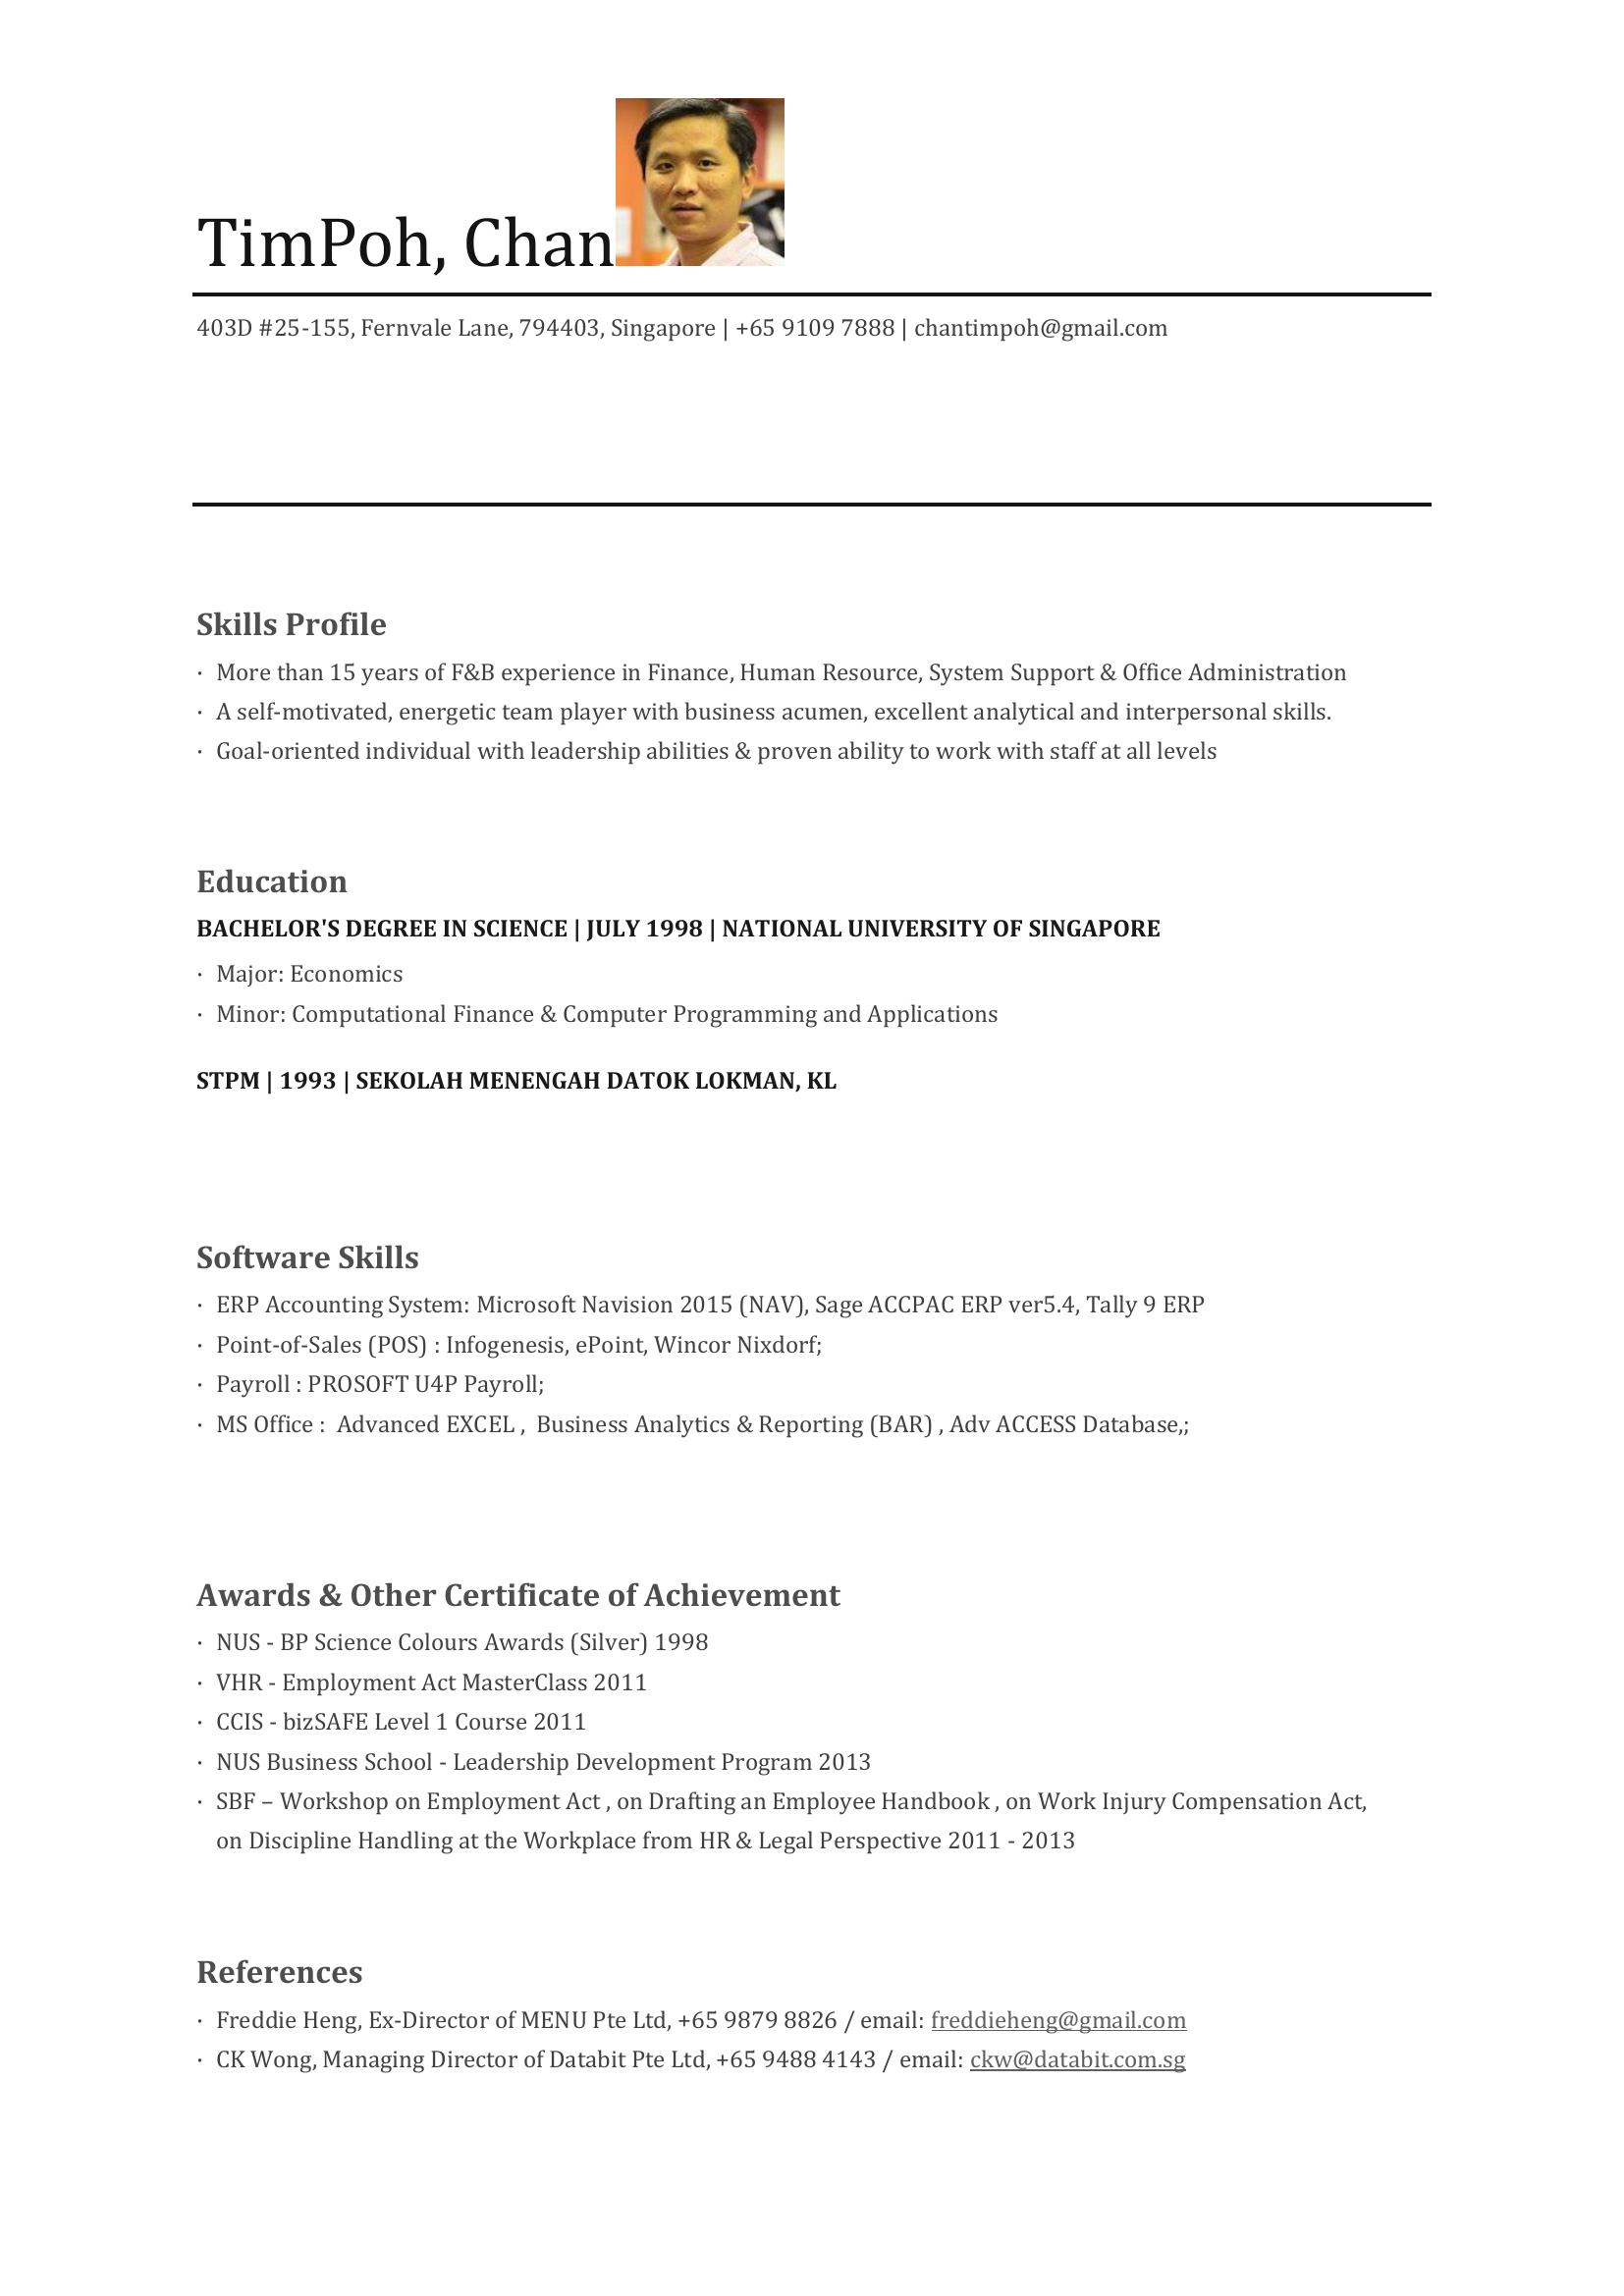 TimPoh, Chan
403D #25-155, Fernvale Lane, 794403, Singapore | +65 9109 7888 | chantimpoh@gmail.com
Skills Profile
· More than 15 years of F&B experience in Finance, Human Resource, System Support & Office Administration
· A self-motivated, energetic team player with business acumen, excellent analytical and interpersonal skills.
· Goal-oriented individual with leadership abilities & proven ability to work with staff at all levels
Education
BACHELOR'S DEGREE IN SCIENCE | JULY 1998 | NATIONAL UNIVERSITY OF SINGAPORE
· Major: Economics
· Minor: Computational Finance & Computer Programming and Applications
STPM | 1993 | SEKOLAH MENENGAH DATOK LOKMAN, KL
Software Skills
· ERP Accounting System: Microsoft Navision 2015 (NAV), Sage ACCPAC ERP ver5.4, Tally 9 ERP
· Point-of-Sales (POS) : Infogenesis, ePoint, Wincor Nixdorf;
· Payroll : PROSOFT U4P Payroll;
· MS Office :  Advanced EXCEL ,  Business Analytics & Reporting (BAR) , Adv ACCESS Database,;
Awards & Other Certificate of Achievement
· NUS - BP Science Colours Awards (Silver) 1998
· VHR - Employment Act MasterClass 2011
· CCIS - bizSAFE Level 1 Course 2011
· NUS Business School - Leadership Development Program 2013
· SBF – Workshop on Employment Act , on Drafting an Employee Handbook , on Work Injury Compensation Act,
on Discipline Handling at the Workplace from HR & Legal Perspective 2011 - 2013
References
· Freddie Heng, Ex-Director of MENU Pte Ltd, +65 9879 8826 / email: freddieheng@gmail.com
· CK Wong, Managing Director of Databit Pte Ltd, +65 9488 4143 / email: ckw@databit.com.sg